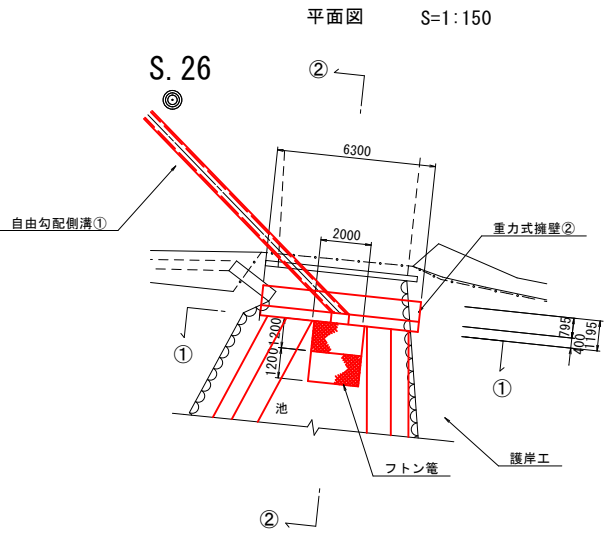 平面図 S=1:150
S.26
②
6300
自由勾配側溝①
2000
重力式擁壁②
1200
1200
795
400
1195
①
①
池
フトン篭
護岸工
②